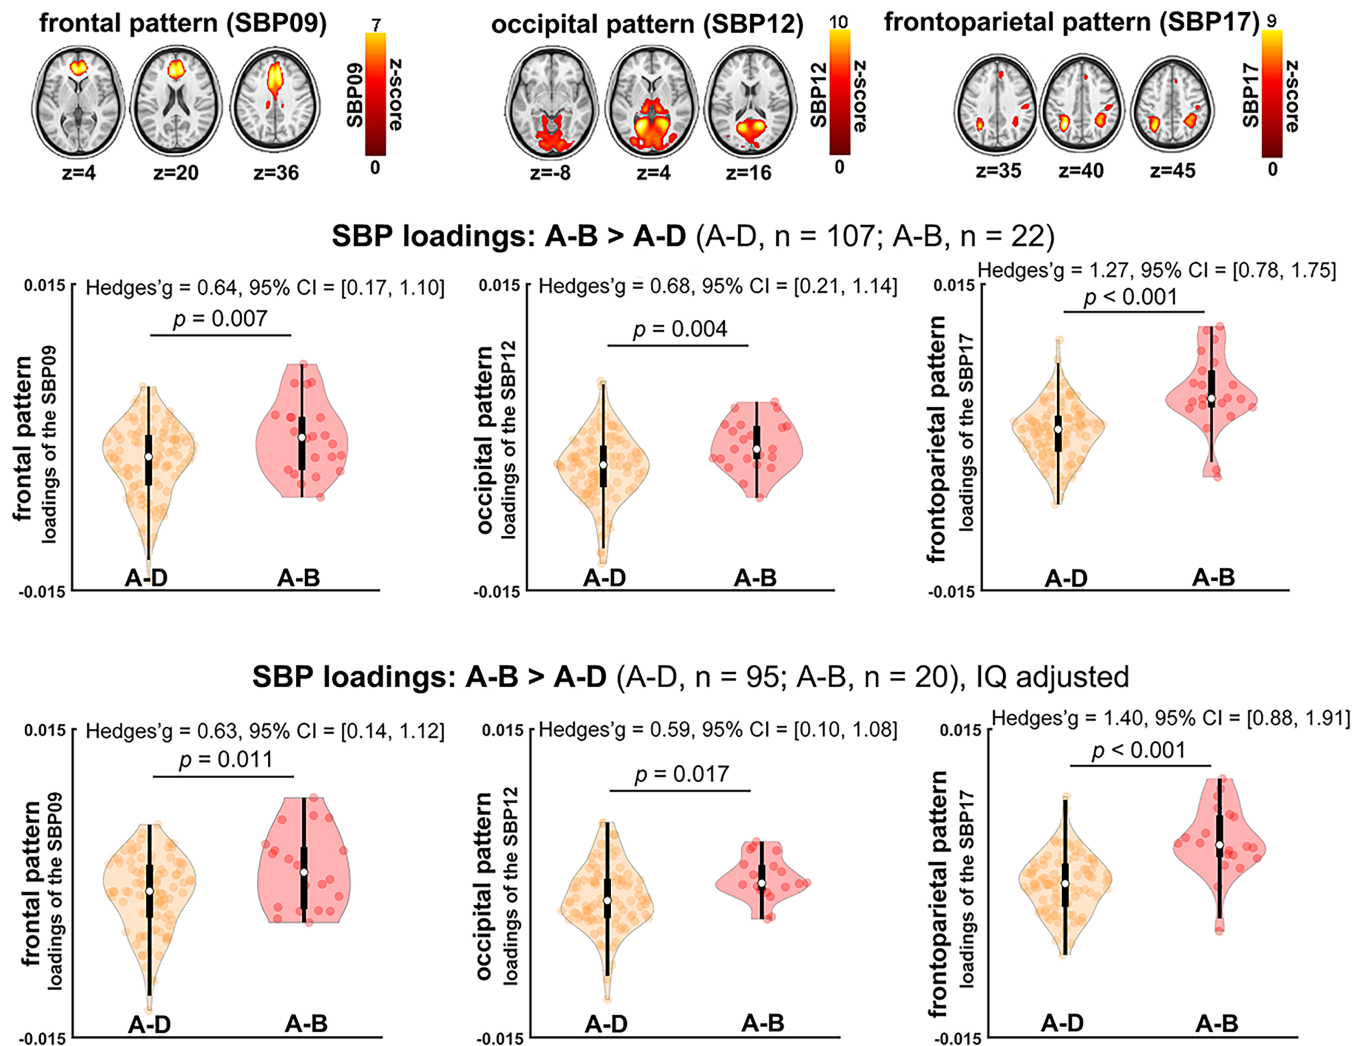 frontal pattern (SBP09)
7
SBP09
z-score
0
z=4
z=20
z=36
occipital pattern (SBP12)
10
SBP12
z-score
0
z=-8
z=4
z=16
frontoparietal pattern (SBP17)
9
SBP17
z-score
0
z=35
z=40
z=45
SBP loadings: A-B > A-D (A-D, n = 107; A-B, n = 22)
0.015
Hedges'g = 0.64, 95% CI = [0.17, 1.10]
p = 0.007
frontal pattern
loadings of the SBP09
A-D
A-B
-0.015
0.015
Hedges'g = 0.68, 95% CI = [0.21, 1.14]
p = 0.004
occipital pattern
loadings of the SBP12
A-D
A-B
-0.015
Hedges'g = 1.27, 95% CI = [0.78, 1.75]
0.015
p < 0.001
frontoparietal pattern
loadings of the SBP17
A-D
A-B
-0.015
SBP loadings: A-B > A-D (A-D, n = 95; A-B, n = 20), IQ adjusted
0.015
Hedges'g = 0.63, 95% CI = [0.14, 1.12]
p = 0.011
frontal pattern
loadings of the SBP09
A-D
A-B
-0.015
0.015
Hedges'g = 0.59, 95% CI = [0.10, 1.08]
p = 0.017
occipital pattern
loadings of the SBP12
A-D
A-B
-0.015
Hedges'g = 1.40, 95% CI = [0.88, 1.91]
0.015
p < 0.001
frontoparietal pattern
loadings of the SBP17
A-D
A-B
-0.015